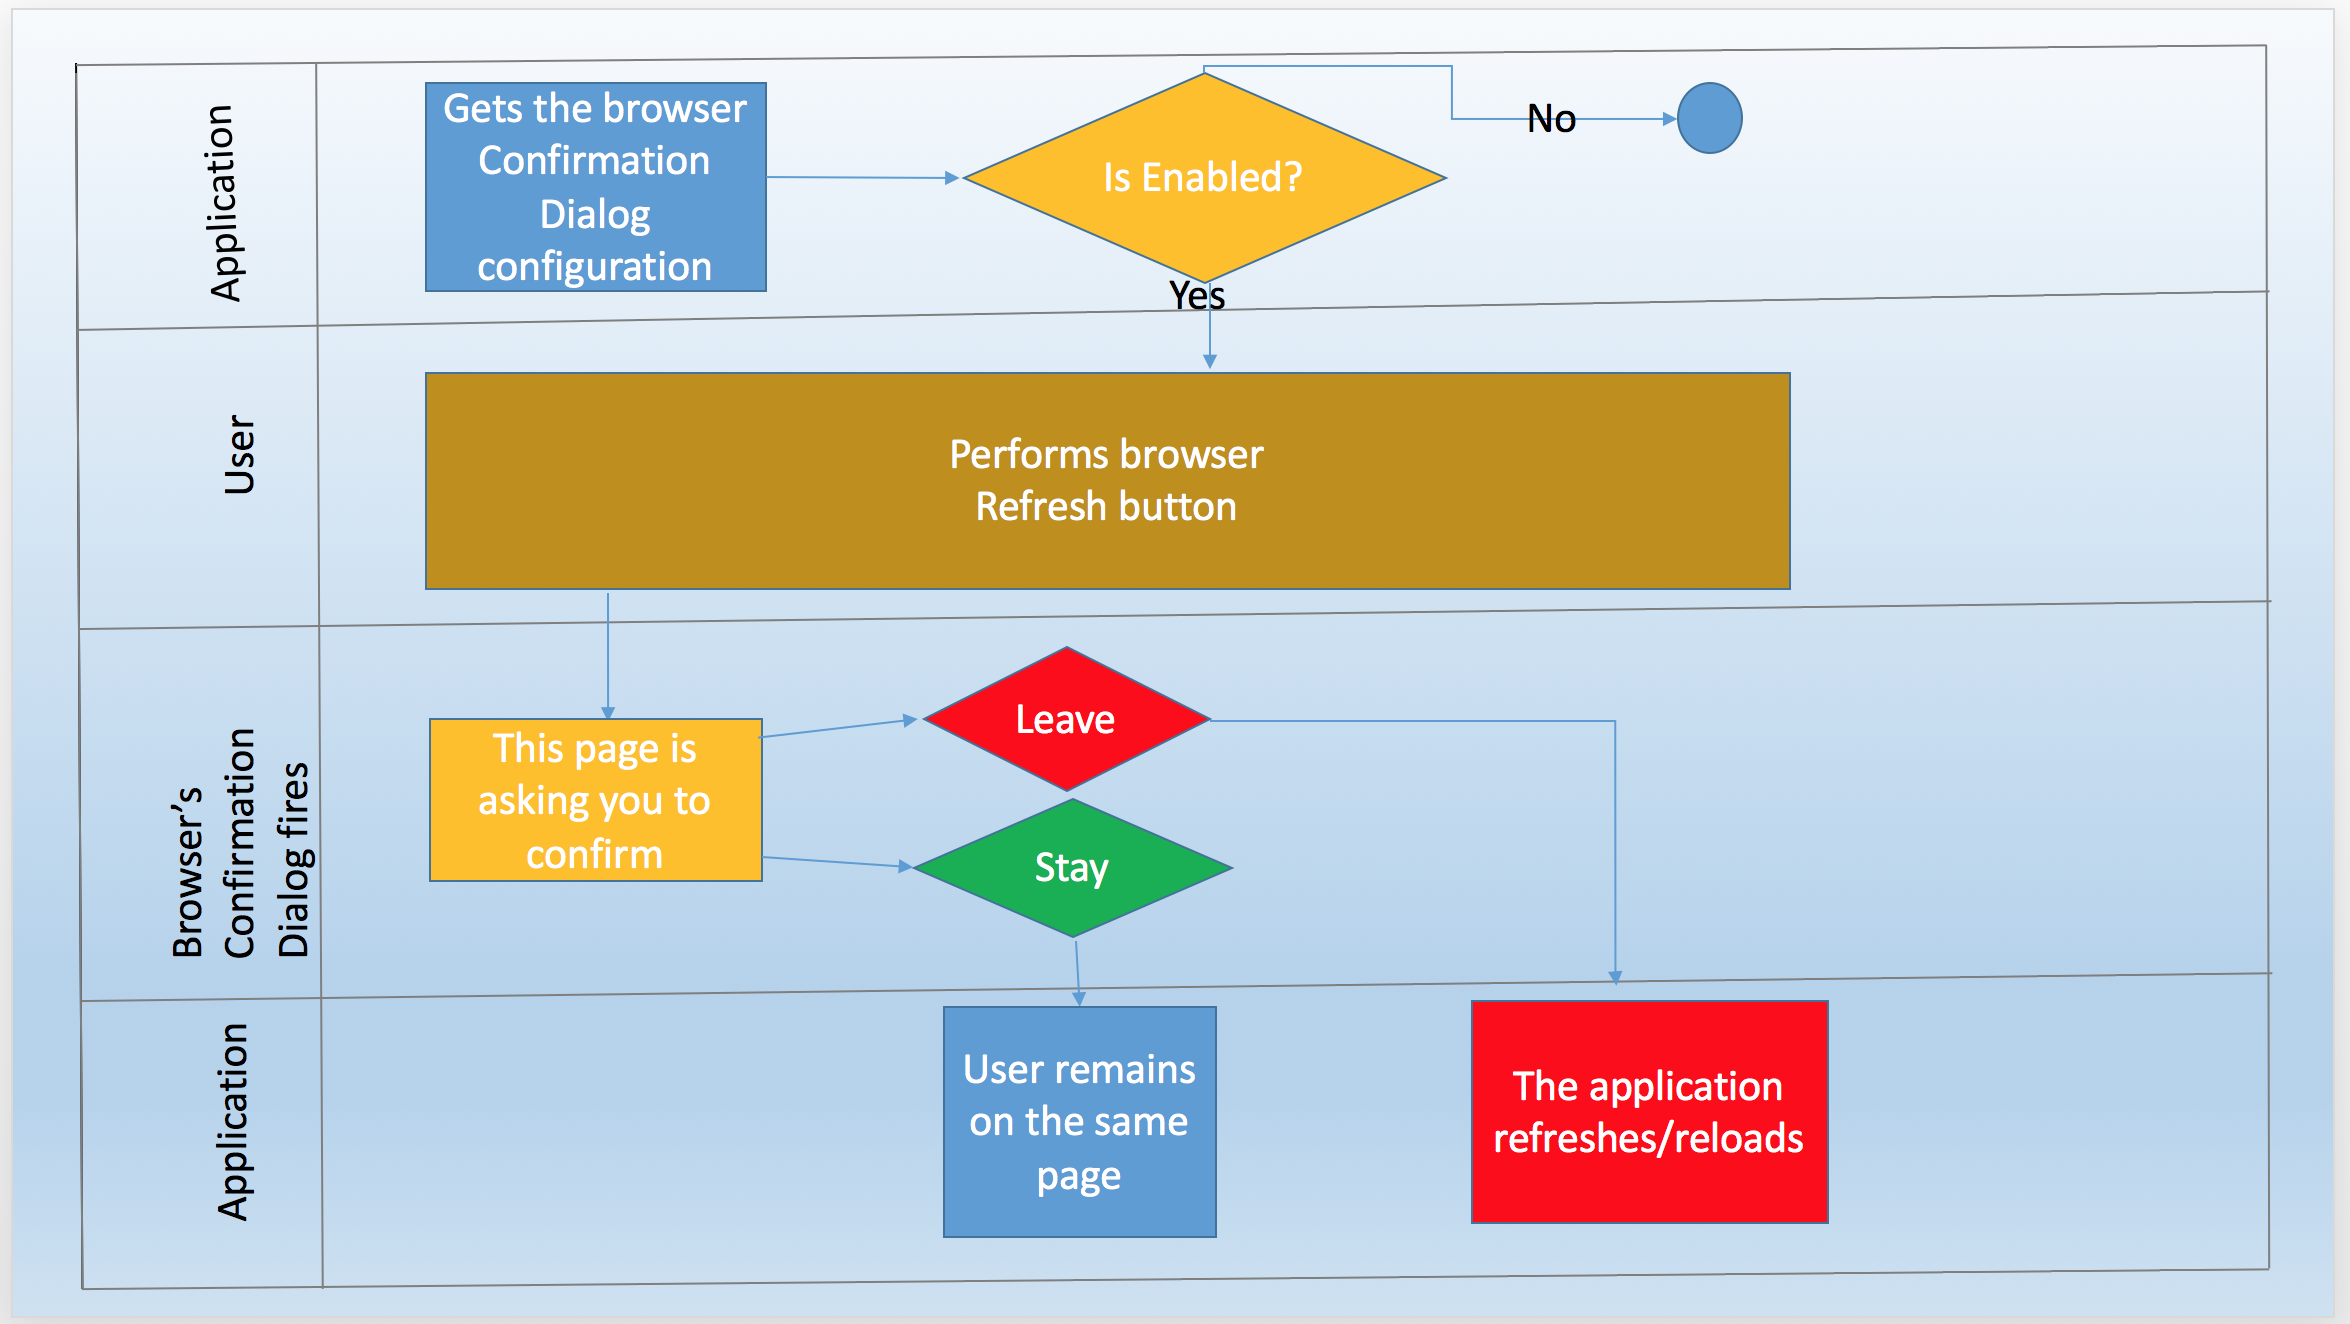 Application
Gets the browser
Confirmation
Dialog
configuration
Is Enabled?
No
Yes
User
Performs browser
Refresh button
Browser’s
Confirmation
Dialog fires
This page is
asking you to
confirm
Leave
Stay
Application
User remains
on the same
page
The application
refreshes/reloads